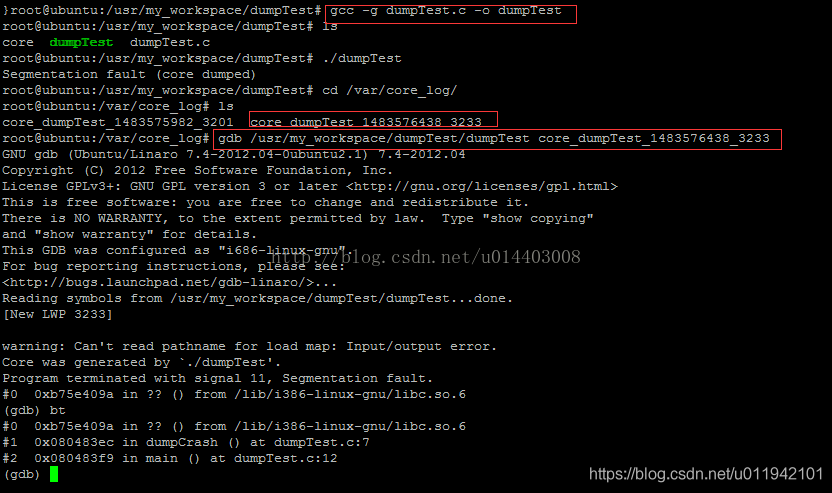 }root@ubuntu:/usr/my_workspace/dumpTest# gcc -g dumpTest.c -o dumpTest
root@ubuntu:/usr/my_workspace/dumpTest# ls
core  dumpTest  dumpTest.c
root@ubuntu:/usr/my_workspace/dumpTest# ./dumpTest
Segmentation fault (core dumped)
root@ubuntu:/usr/my_workspace/dumpTest# cd /var/core_log/
root@ubuntu:/var/core_log# ls
core_dumpTest_1483575982_3201  core_dumpTest_1483576438_3233
root@ubuntu:/var/core_log# gdb /usr/my_workspace/dumpTest/dumpTest core_dumpTest_1483576438_3233
GNU gdb (Ubuntu/Linaro 7.4-2012.04-0ubuntu2.1) 7.4-2012.04
Copyright (C) 2012 Free Software Foundation, Inc.
License GPLv3+: GNU GPL version 3 or later <http://gnu.org/licenses/gpl.html>
This is free software: you are free to change and redistribute it.
There is NO WARRANTY, to the extent permitted by law.  Type "show copying"
and "show warranty" for details.
This GDB was configured as "i686-linux-gnu".
http://blog.csdn.net/u014403008
For bug reporting instructions, please see:
<http://bugs.launchpad.net/gdb-linaro/>...
Reading symbols from /usr/my_workspace/dumpTest/dumpTest...done.
[New LWP 3233]
warning: Can't read pathname for load map: Input/output error.
Core was generated by `./dumpTest'.
Program terminated with signal 11, Segmentation fault.
#0  0xb75e409a in ?? () from /lib/i386-linux-gnu/libc.so.6
(gdb) bt
#0  0xb75e409a in ?? () from /lib/i386-linux-gnu/libc.so.6
#1  0x080483ec in dumpCrash () at dumpTest.c:7
#2  0x080483f9 in main () at dumpTest.c:12
(gdb)
https://blog.csdn.net/u011942101